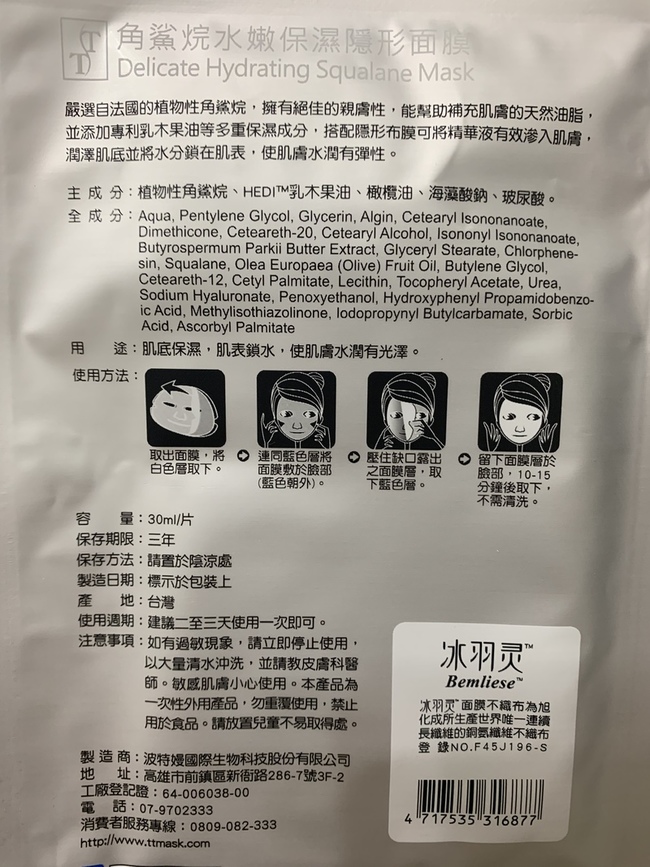 TT
角鯊烷水嫩保濕隱形面膜
Delicate Hydrating Squalane Mask
嚴選自法國的植物性角鯊烷，擁有絕佳的親膚性，能幫助補充肌膚的天然油脂，
並添加專利乳木果油等多重保濕成分，搭配隱形布膜可將精華液有效滲入肌膚，
潤澤肌底並將水分鎖在肌表，使肌膚水潤有彈性。
主 成 分：植物性角鯊烷、HEDI™乳木果油、橄欖油、海藻酸鈉、玻尿酸。
全 成 分：Aqua, Pentylene Glycol, Glycerin, Algin, Cetearyl Isononanoate,
Dimethicone, Ceteareth-20, Cetearyl Alcohol, Isononyl Isononanoate,
Butyrospermum Parkii Butter Extract, Glyceryl Stearate, Chlorphene-
sin, Squalane, Olea Europaea (Olive) Fruit Oil, Butylene Glycol,
Ceteareth-12, Cetyl Palmitate, Lecithin, Tocopheryl Acetate, Urea,
Sodium Hyaluronate, Penoxyethanol, Hydroxyphenyl Propamidobenzo-
ic Acid, Methylisothiazolinone, Iodopropynyl Butylcarbamate, Sorbic
Acid, Ascorbyl Palmitate
用 途：肌底保濕，肌表鎖水，使肌膚水潤有光澤。
使用方法：
取出面膜，將
白色層取下。
連同藍色層將
面膜敷於臉部
(藍色朝外)。
壓住缺口露出
之面膜層，取
下藍色層。
留下面膜層於
臉部，10-15
分鐘後取下，
不需清洗。
容 量：30ml/片
保存期限：三年
保存方法：請置於陰涼處
製造日期：標示於包裝上
產 地：台灣
使用週期：建議二至三天使用一次即可。
注意事項：如有過敏現象，請立即停止使用，
以大量清水沖洗，並請教皮膚科醫
師。敏感肌膚小心使用。本產品為
一次性外用產品，勿重覆使用，禁止
用於食品。請放置兒童不易取得處。
製 造 商：波特嫚國際生物科技股份有限公司
地 址：高雄市前鎮區新衙路286-7號3F-2
工廠登記證：64-006038-00
電 話：07-9702333
消費者服務專線：0809-082-333
http://www.ttmask.com
冰羽灵™
Bemliese™
冰羽灵™面膜不織布為旭
化成所生產世界唯一連續
長纖維的銅氨纖維不織布
登 錄NO.F45J196-S
4 717535 316877